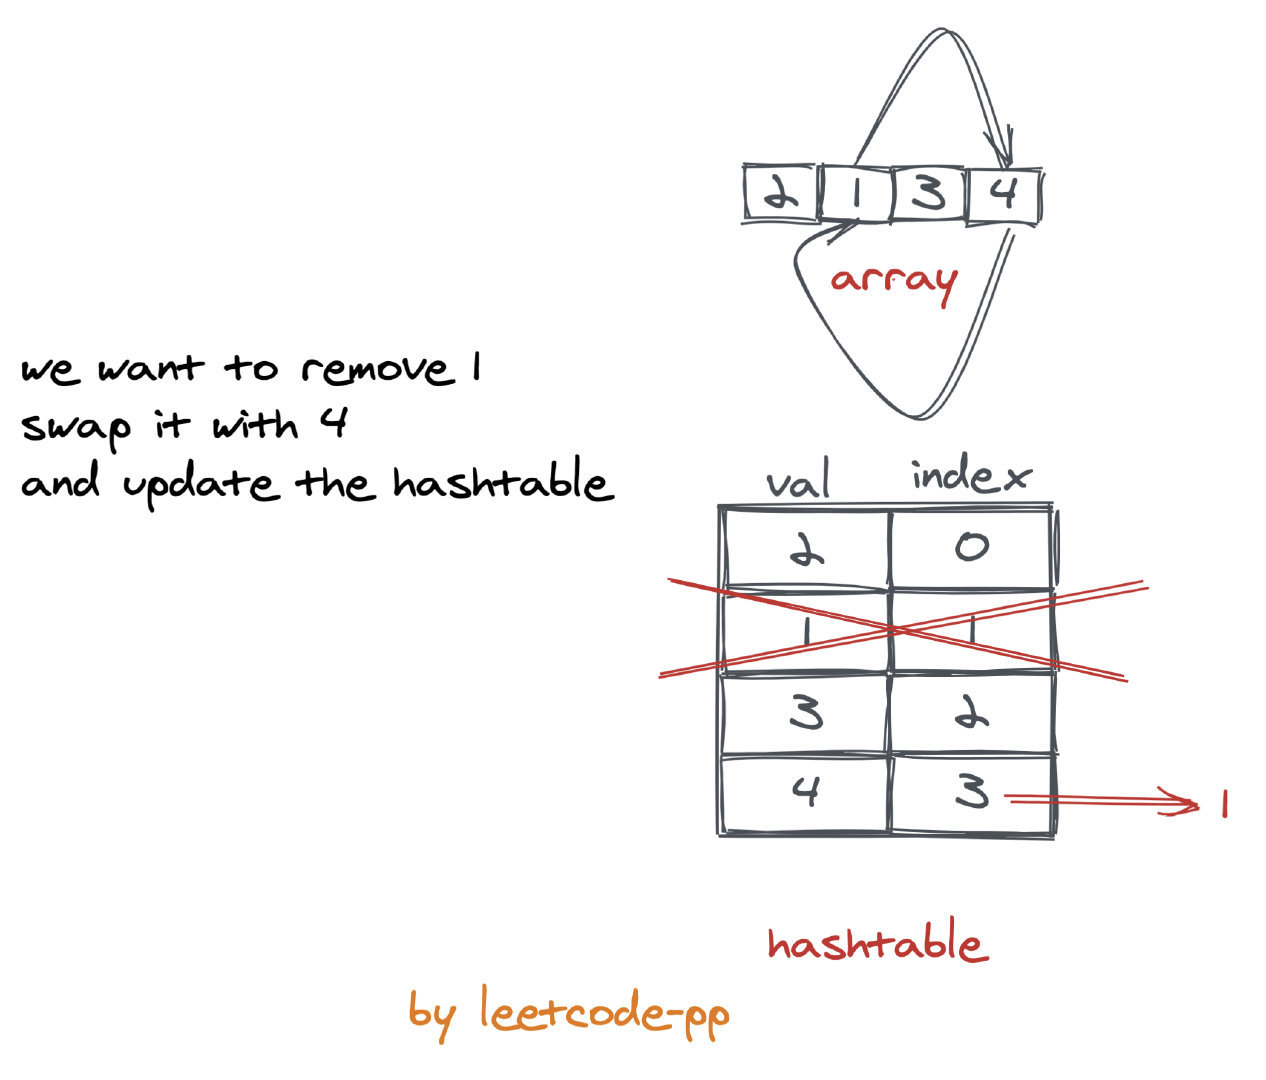 2 1 3 4
array
we want to remove 1
swap it with 4
and update the hashtable
val index
2 0
1 1
3 2
4 3 1
hashtable
by leetcode-pp